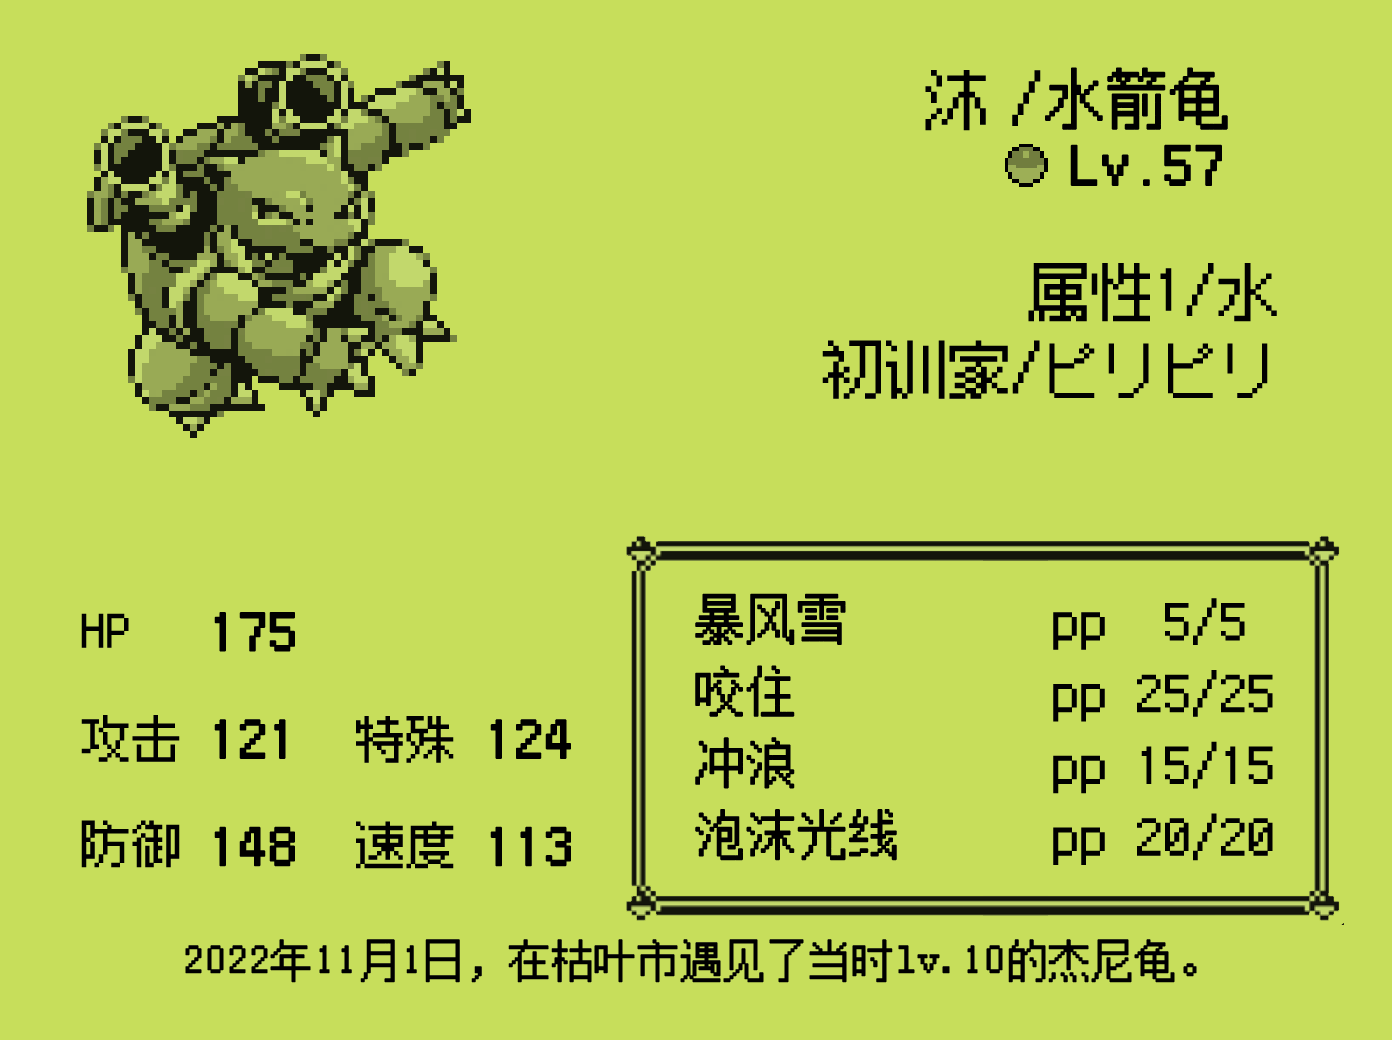 沐 /水箭龟
Lv.57
属性1/水
初训家/ピリピリ
HP 175
攻击 121 特殊 124
防御 148 速度 113
暴风雪 pp 5/5
咬住 pp 25/25
冲浪 pp 15/15
泡沫光线 pp 20/20
2022年11月1日，在枯叶市遇见了当时lv.10的杰尼龟。